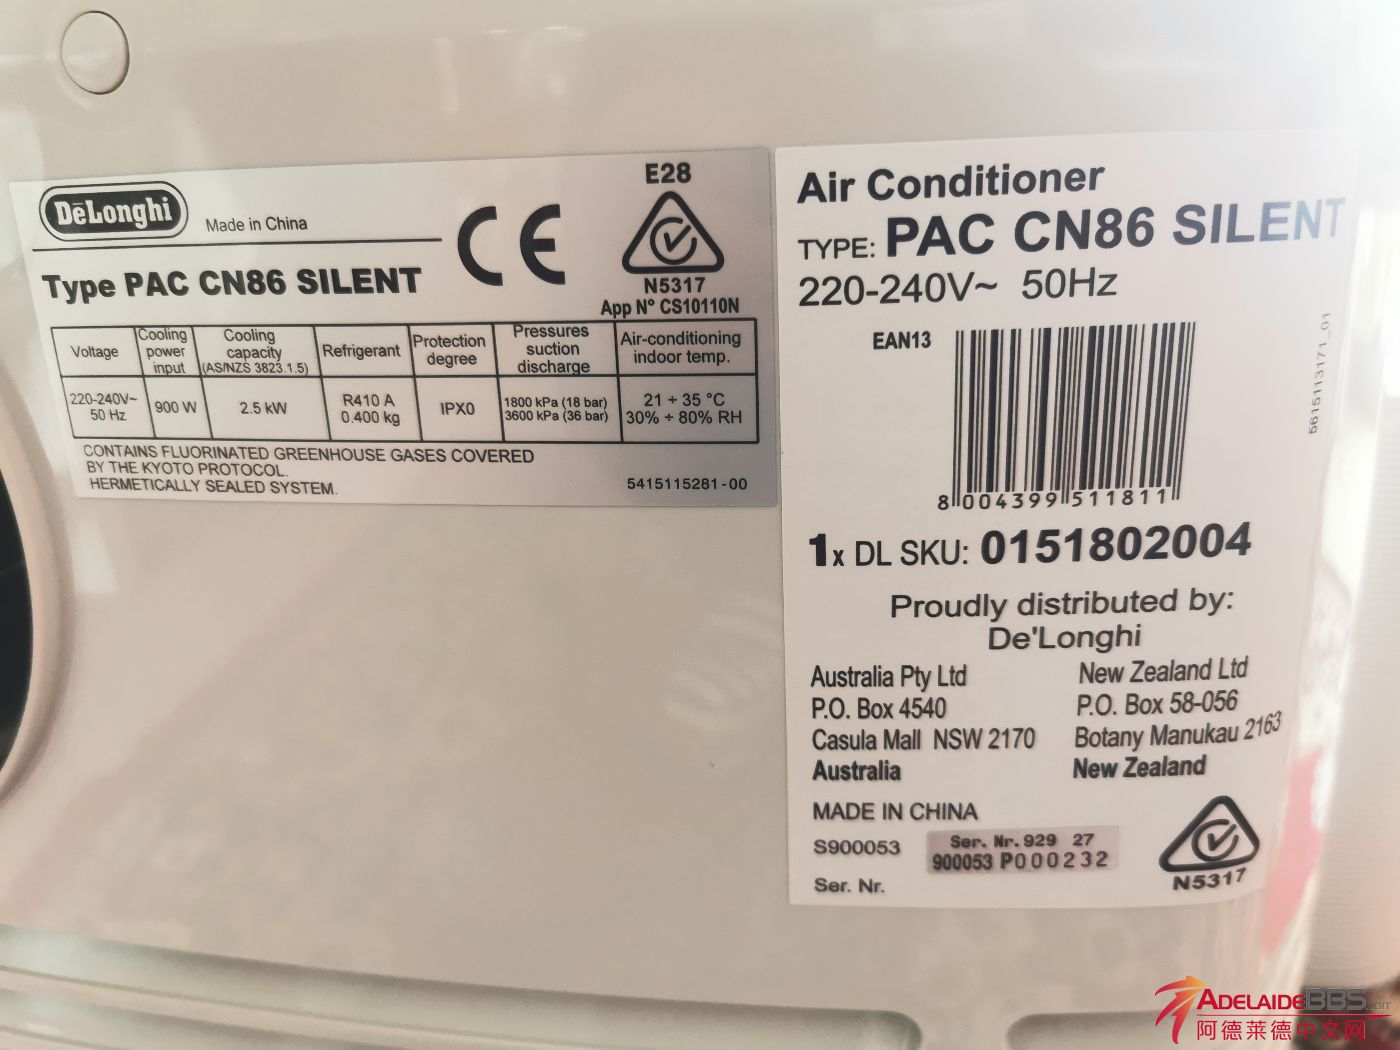 DeLonghi
Made in China
Type PAC CN86 SILENT
E28
N5317
App N° CS10110N
Voltage
Cooling power input
Cooling capacity (AS/NZS 3823.1.5)
Refrigerant
Protection degree
Pressures suction discharge
Air-conditioning indoor temp.
220-240V~ 50 Hz
900 W
2.5 kW
R410 A 0.400 kg
IPX0
1800 kPa (18 bar) 3600 kPa (36 bar)
21 ÷ 35 °C 30% ÷ 80% RH
CONTAINS FLUORINATED GREENHOUSE GASES COVERED
BY THE KYOTO PROTOCOL.
HERMETICALLY SEALED SYSTEM.
5415115281-00
Air Conditioner
TYPE: PAC CN86 SILENT
220-240V~ 50Hz
EAN13
8 004399 511811
5615113171_01
1x DL SKU: 0151802004
Proudly distributed by:
De'Longhi
Australia Pty Ltd
P.O. Box 4540
Casula Mall NSW 2170
Australia
New Zealand Ltd
P.O. Box 58-056
Botany Manukau 2163
New Zealand
MADE IN CHINA
S900053
Ser. Nr.
Ser. Nr. 929 27
900053 P000232
N5317
ADELAIDEBBS.com
阿德莱德中文网